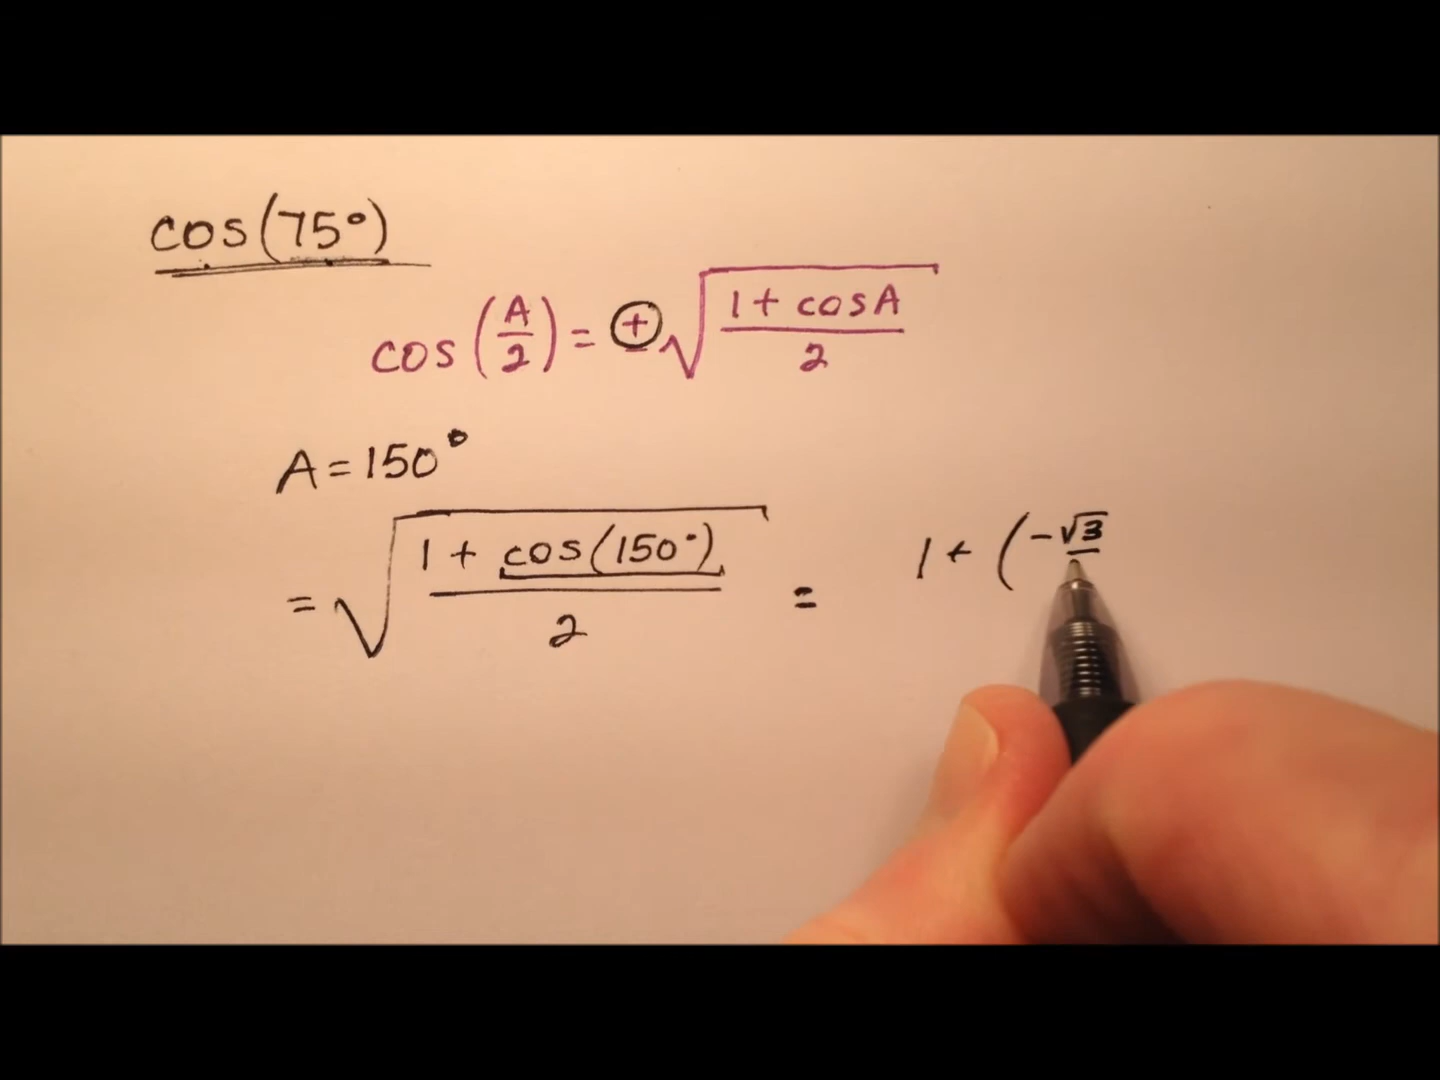 cos(75°)
cos(A/2) = ±√((1 + cosA)/2)
A = 150°
= √((1 + cos(150°))/2) = 1 + (-√3